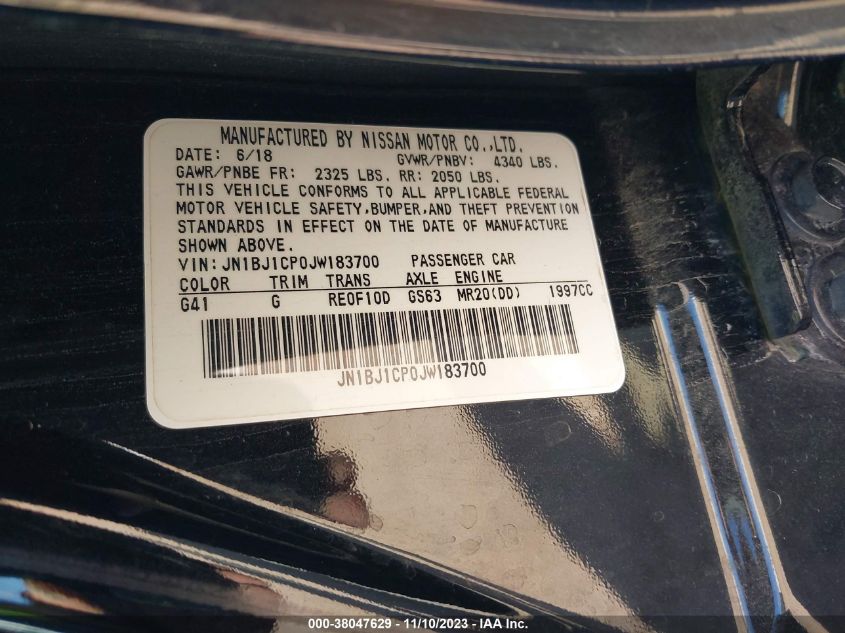 MANUFACTURED BY NISSAN MOTOR CO.,LTD.
DATE: 6/18 GVWR/PNBV: 4340 LBS.
GAWR/PNBE FR: 2325 LBS. RR: 2050 LBS.
THIS VEHICLE CONFORMS TO ALL APPLICABLE FEDERAL
MOTOR VEHICLE SAFETY,BUMPER,AND THEFT PREVENTION
STANDARDS IN EFFECT ON THE DATE OF MANUFACTURE
SHOWN ABOVE.
VIN: JN1BJ1CP0JW183700 PASSENGER CAR
COLOR TRIM TRANS AXLE ENGINE
G41 G RE0F10D GS63 MR20(DD) 1997CC
JN1BJ1CP0JW183700
000-38047629 - 11/10/2023 - IAA Inc.